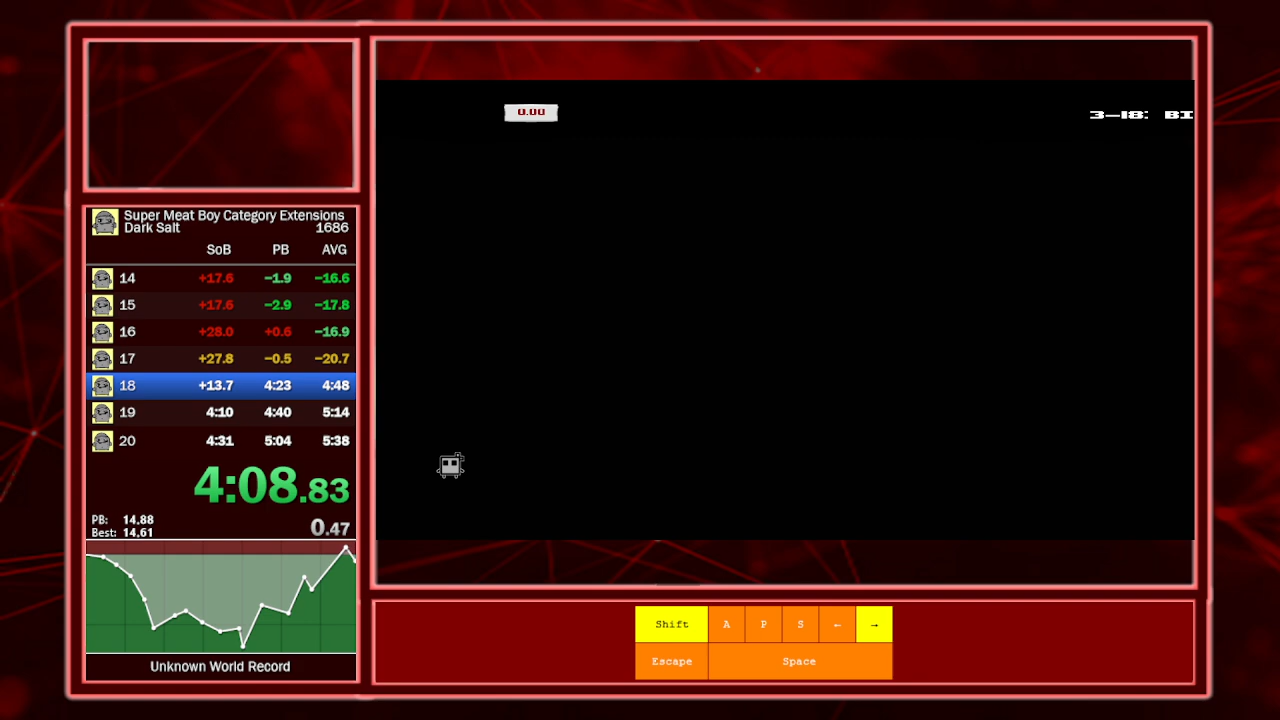 0.00
3-18: BI
Super Meat Boy Category Extensions
Dark Salt 1686
SoB PB AVG
14 +17.6 -1.9 -16.6
15 +17.6 -2.9 -17.8
16 +28.0 +0.6 -16.9
17 +27.8 -0.5 -20.7
18 +13.7 4:23 4:48
19 4:10 4:40 5:14
20 4:31 5:04 5:38
4:08.83
PB: 14.88 0.47
Best: 14.61
Unknown World Record
Shift A P S ← →
Escape Space